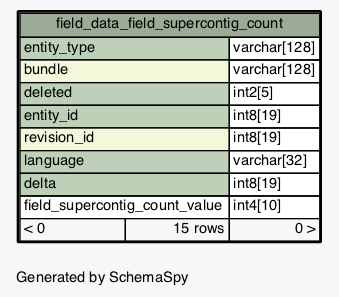 field_data_field_supercontig_count
entity_type varchar[128]
bundle varchar[128]
deleted int2[5]
entity_id int8[19]
revision_id int8[19]
language varchar[32]
delta int8[19]
field_supercontig_count_value int4[10]
< 0 15 rows 0 >
Generated by SchemaSpy